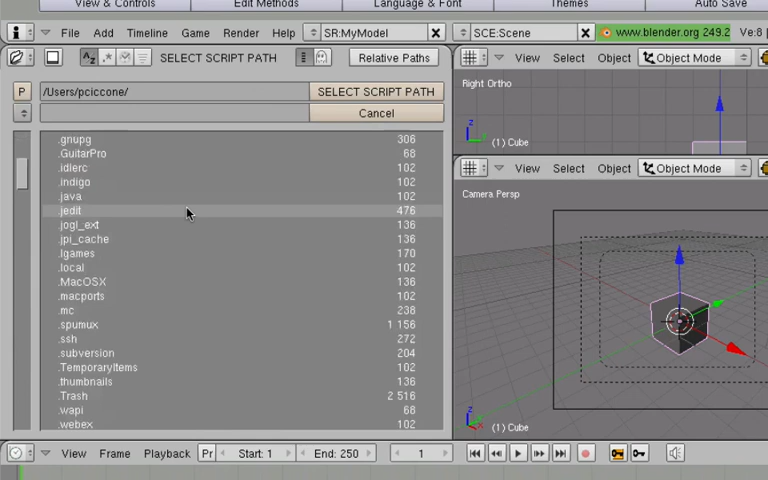 View & Controls Edit Methods Language & Font Themes Auto Save
File Add Timeline Game Render Help SR:MyModel SCE:Scene www.blender.org 249.2 Ve:8
SELECT SCRIPT PATH Relative Paths View Select Object Object Mode
P /Users/pciccone/ SELECT SCRIPT PATH
Cancel
.gnupg 306
.GuitarPro 68
.idlerc 102
.indigo 102
.java 102
.jedit 476
.jogl_ext 136
.jpi_cache 136
.lgames 170
.local 102
.MacOSX 136
.macports 102
.mc 238
.spumux 1 156
.ssh 272
.subversion 204
.TemporaryItems 102
.thumbnails 136
.Trash 2 516
.wapi 68
.webex 102
Right Ortho
z
y
(1) Cube
View Select Object Object Mode
Camera Persp
z
(1) Cube
View Frame Playback Pr Start: 1 End: 250 1